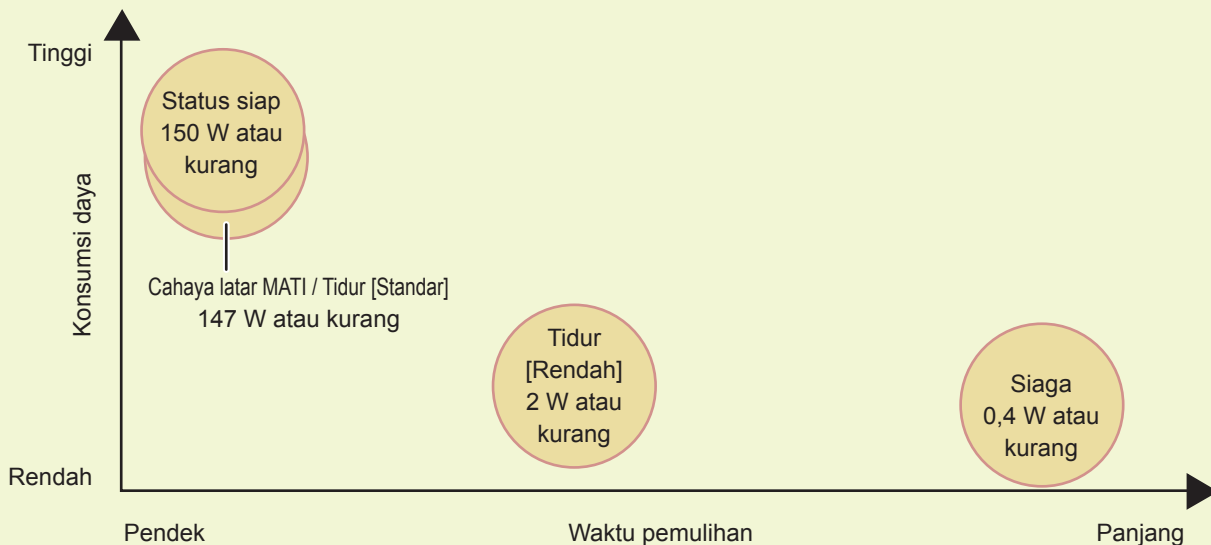 Tinggi
Status siap
150 W atau
kurang
Konsumsi daya
Cahaya latar MATI / Tidur [Standar]
147 W atau kurang
Tidur
[Rendah]
2 W atau
kurang
Siaga
0,4 W atau
kurang
Rendah
Pendek
Waktu pemulihan
Panjang